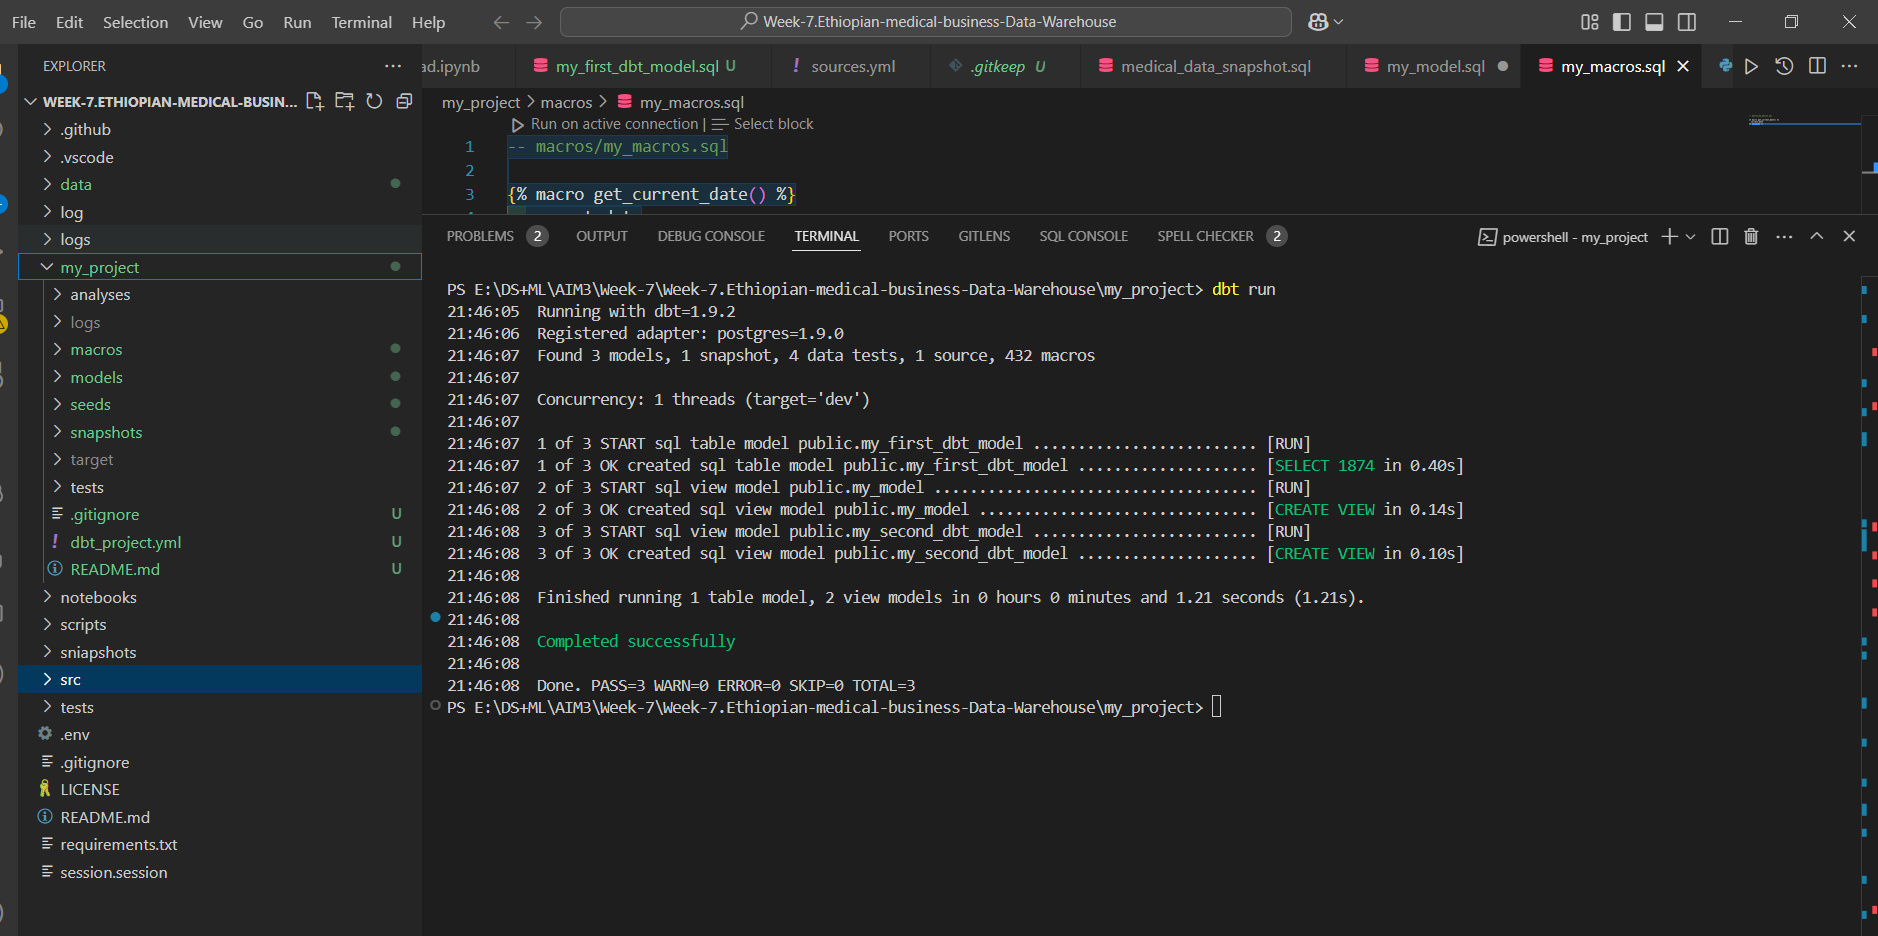 File Edit Selection View Go Run Terminal Help
Week-7.Ethiopian-medical-business-Data-Warehouse
EXPLORER
WEEK-7.ETHIOPIAN-MEDICAL-BUSIN...
.github
.vscode
data
log
logs
my_project
analyses
logs
macros
models
seeds
snapshots
target
tests
.gitignore U
dbt_project.yml U
README.md U
notebooks
scripts
sniapshots
src
tests
.env
.gitignore
LICENSE
README.md
requirements.txt
session.session
ad.ipynb my_first_dbt_model.sql U sources.yml .gitkeep U medical_data_snapshot.sql my_model.sql my_macros.sql
my_project > macros > my_macros.sql
Run on active connection | Select block
1 -- macros/my_macros.sql
2
3 {% macro get_current_date() %}
PROBLEMS 2 OUTPUT DEBUG CONSOLE TERMINAL PORTS GITLENS SQL CONSOLE SPELL CHECKER 2 powershell - my_project
PS E:\DS+ML\AIM3\Week-7\Week-7.Ethiopian-medical-business-Data-Warehouse\my_project> dbt run
21:46:05 Running with dbt=1.9.2
21:46:06 Registered adapter: postgres=1.9.0
21:46:07 Found 3 models, 1 snapshot, 4 data tests, 1 source, 432 macros
21:46:07
21:46:07 Concurrency: 1 threads (target='dev')
21:46:07
21:46:07 1 of 3 START sql table model public.my_first_dbt_model ......................... [RUN]
21:46:07 1 of 3 OK created sql table model public.my_first_dbt_model .................... [SELECT 1874 in 0.40s]
21:46:07 2 of 3 START sql view model public.my_model .................................... [RUN]
21:46:08 2 of 3 OK created sql view model public.my_model ............................... [CREATE VIEW in 0.14s]
21:46:08 3 of 3 START sql view model public.my_second_dbt_model ......................... [RUN]
21:46:08 3 of 3 OK created sql view model public.my_second_dbt_model .................... [CREATE VIEW in 0.10s]
21:46:08
21:46:08 Finished running 1 table model, 2 view models in 0 hours 0 minutes and 1.21 seconds (1.21s).
21:46:08
21:46:08 Completed successfully
21:46:08
21:46:08 Done. PASS=3 WARN=0 ERROR=0 SKIP=0 TOTAL=3
PS E:\DS+ML\AIM3\Week-7\Week-7.Ethiopian-medical-business-Data-Warehouse\my_project>